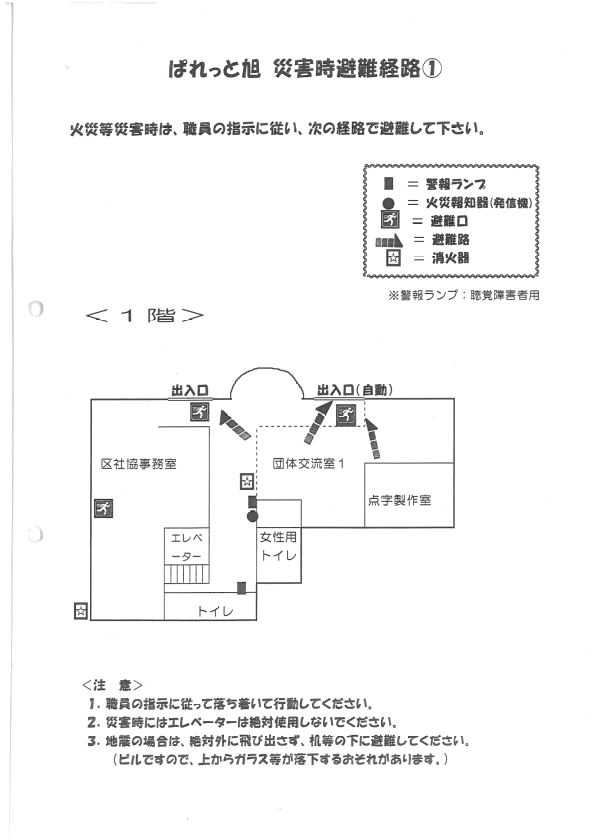 ぱれっと旭 災害時避難経路①
火災等災害時は、職員の指示に従い、次の経路で避難して下さい。
＝ 警報ランプ
＝ 火災報知器(発信機)
＝ 避難口
＝ 避難路
＝ 消火器
※警報ランプ：聴覚障害者用
＜１階＞
出入口
出入口(自動)
区社協事務室
団体交流室１
点字製作室
エレベ
ーター
女性用
トイレ
トイレ
＜注　意＞
１．職員の指示に従って落ち着いて行動してください。
２．災害時にはエレベーターは絶対使用しないでください。
３．地震の場合は、絶対外に飛び出さず、机等の下に避難してください。
（ビルですので、上からガラス等が落下するおそれがあります。）